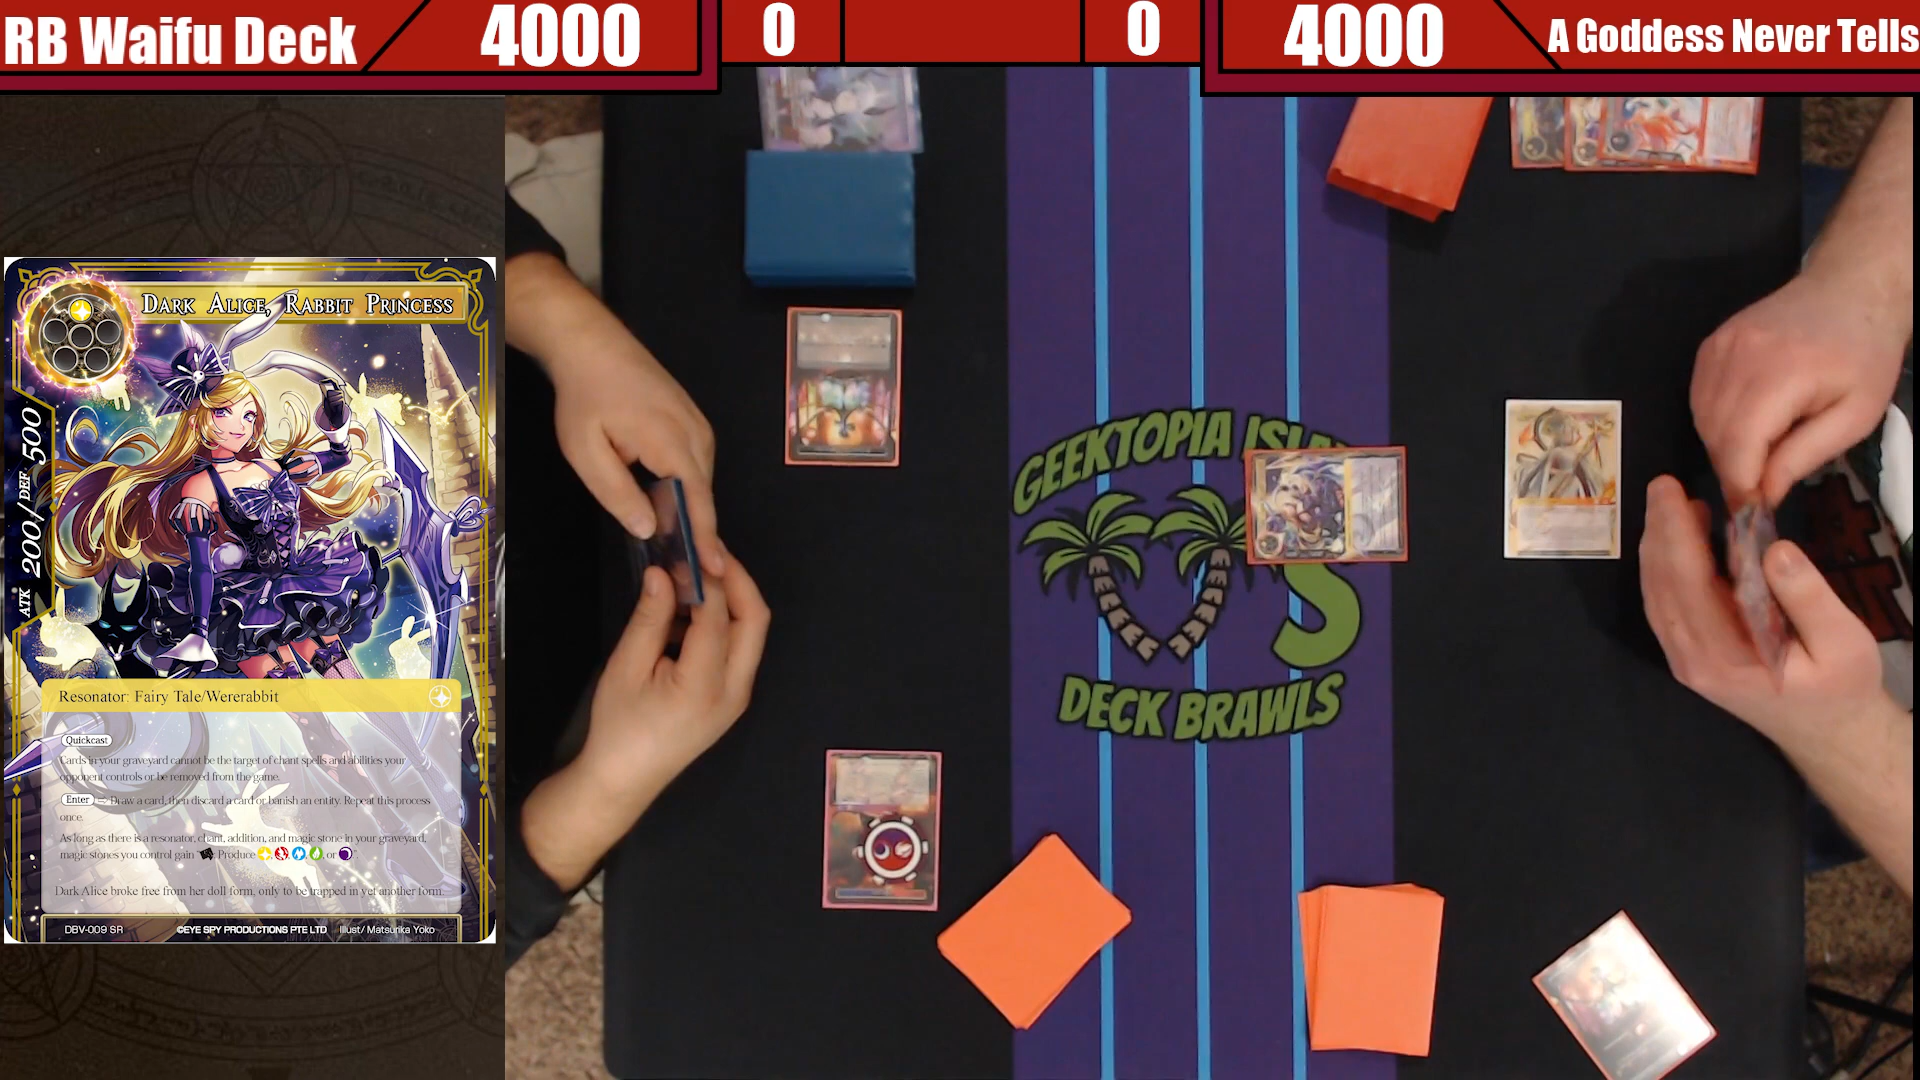 RB Waifu Deck
4000
0
0
4000
A Goddess Never Tells
Dark Alice, Rabbit Princess
ATK 200/DEF 500
Resonator: Fairy Tale/Wererabbit
Quickcast
Cards in your graveyard cannot be the target of chant spells and abilities your
opponent controls or be removed from the game.
Enter Draw a card, then discard a card or banish an entity. Repeat this process
once.
As long as there is a resonator, chant, addition, and magic stone in your graveyard,
magic stones you control gain " : Produce , , , , or ."
Dark Alice broke free from her doll form, only to be trapped in yet another form.
DBV-009 SR
©EYE SPY PRODUCTIONS PTE LTD
Illust/ Matsurika Yoko
GEEKTOPIA
S
DECK BRAWLS